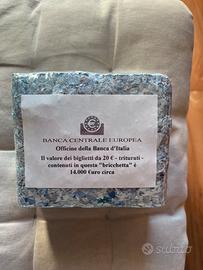 BANCA CENTRALE EUROPEA
Officine della Banca d'Italia
Il valore dei biglietti da 20 € - triturati -
contenuti in questa "bricchetta" è
14.000 €uro circa
subito